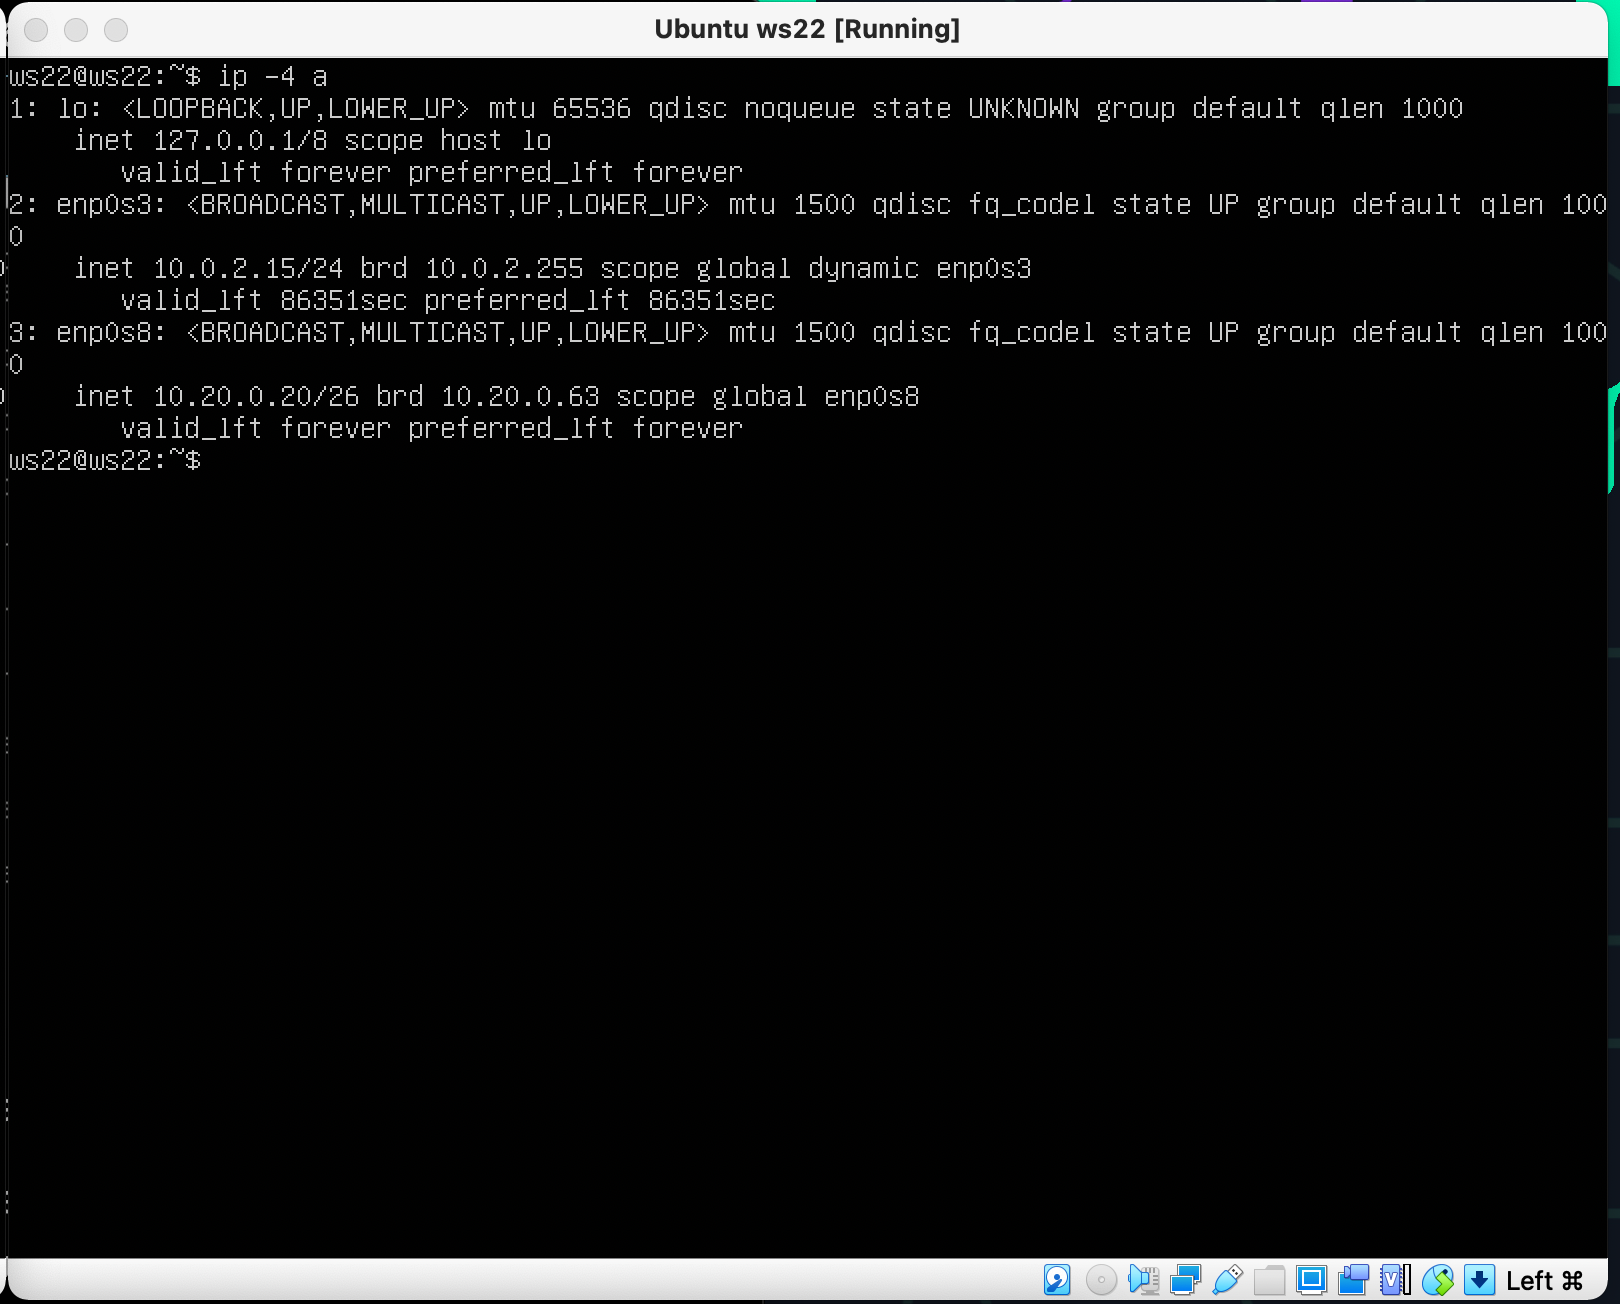 Ubuntu ws22 [Running]
ws22@ws22:~$ ip -4 a
1: lo: <LOOPBACK,UP,LOWER_UP> mtu 65536 qdisc noqueue state UNKNOWN group default qlen 1000
    inet 127.0.0.1/8 scope host lo
       valid_lft forever preferred_lft forever
2: enp0s3: <BROADCAST,MULTICAST,UP,LOWER_UP> mtu 1500 qdisc fq_codel state UP group default qlen 100
0
    inet 10.0.2.15/24 brd 10.0.2.255 scope global dynamic enp0s3
       valid_lft 86351sec preferred_lft 86351sec
3: enp0s8: <BROADCAST,MULTICAST,UP,LOWER_UP> mtu 1500 qdisc fq_codel state UP group default qlen 100
0
    inet 10.20.0.20/26 brd 10.20.0.63 scope global enp0s8
       valid_lft forever preferred_lft forever
ws22@ws22:~$
Left ⌘